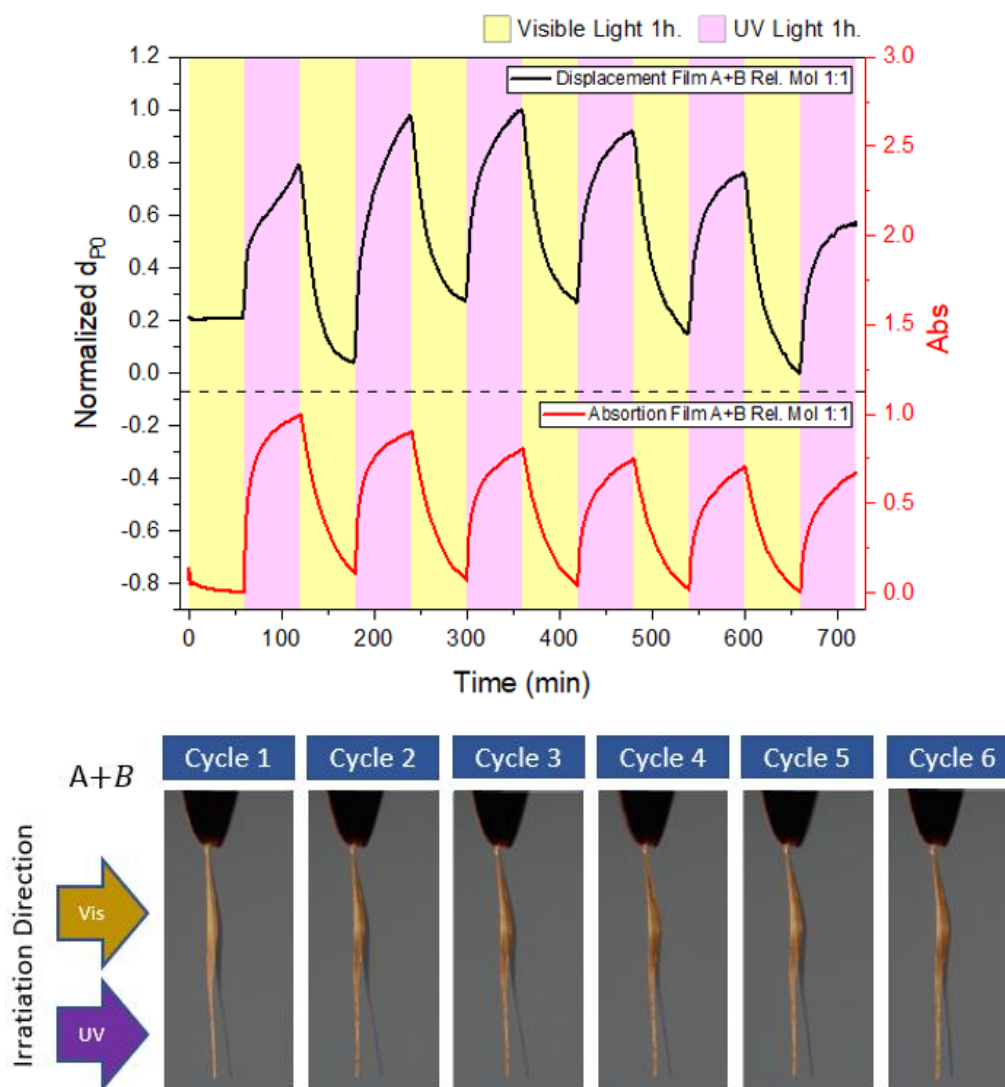 Visible Light 1h. UV Light 1h.
Displacement Film A+B Rel. Mol 1:1
Absortion Film A+B Rel. Mol 1:1
1.2
1.0
0.8
0.6
0.4
0.2
0.0
-0.2
-0.4
-0.6
-0.8
Normalized dP0
3.0
2.5
2.0
1.5
1.0
0.5
0.0
Abs
0 100 200 300 400 500 600 700
Time (min)
A+B
Cycle 1 Cycle 2 Cycle 3 Cycle 4 Cycle 5 Cycle 6
Irratiation Direction
Vis
UV